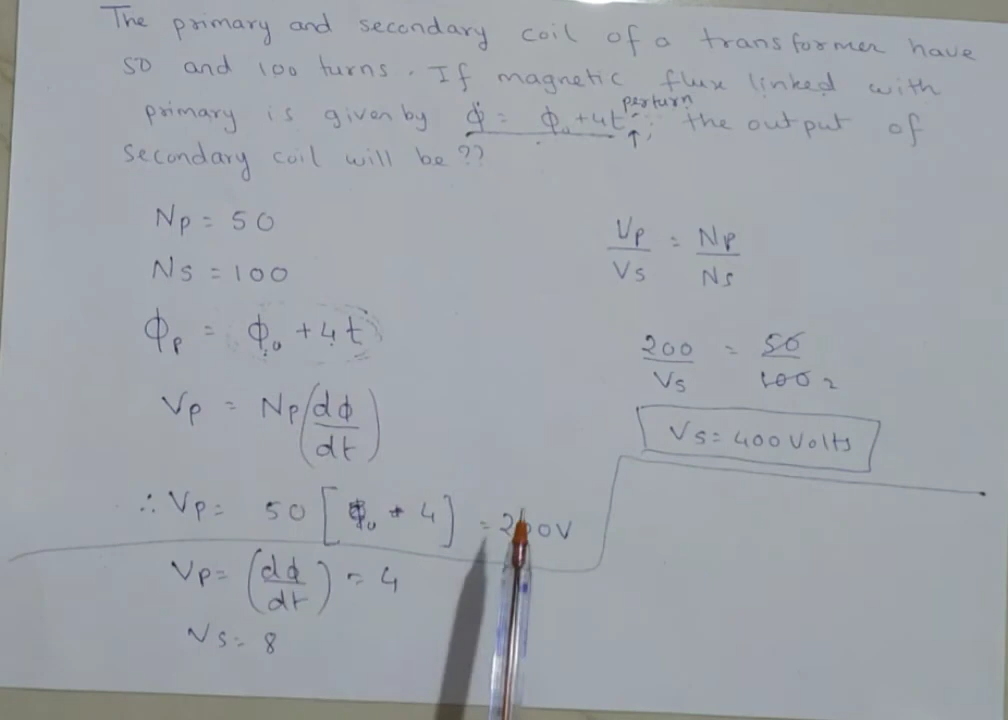 The primary and secondary coil of a transformer have
50 and 100 turns. If magnetic flux linked with
primary is given by ϕ = ϕ₀ + 4t per turn, the output of
secondary coil will be??
Np = 50
Ns = 100
ϕp = ϕ₀ + 4t
Vp = Np (dϕ/dt)
∴ Vp = 50 [ 4 ] = 200V
Vp = (dϕ/dt) = 4
Vs = 8
Vp/Vs = Np/Ns
200/Vs = 50/100 2
Vs = 400 Volts